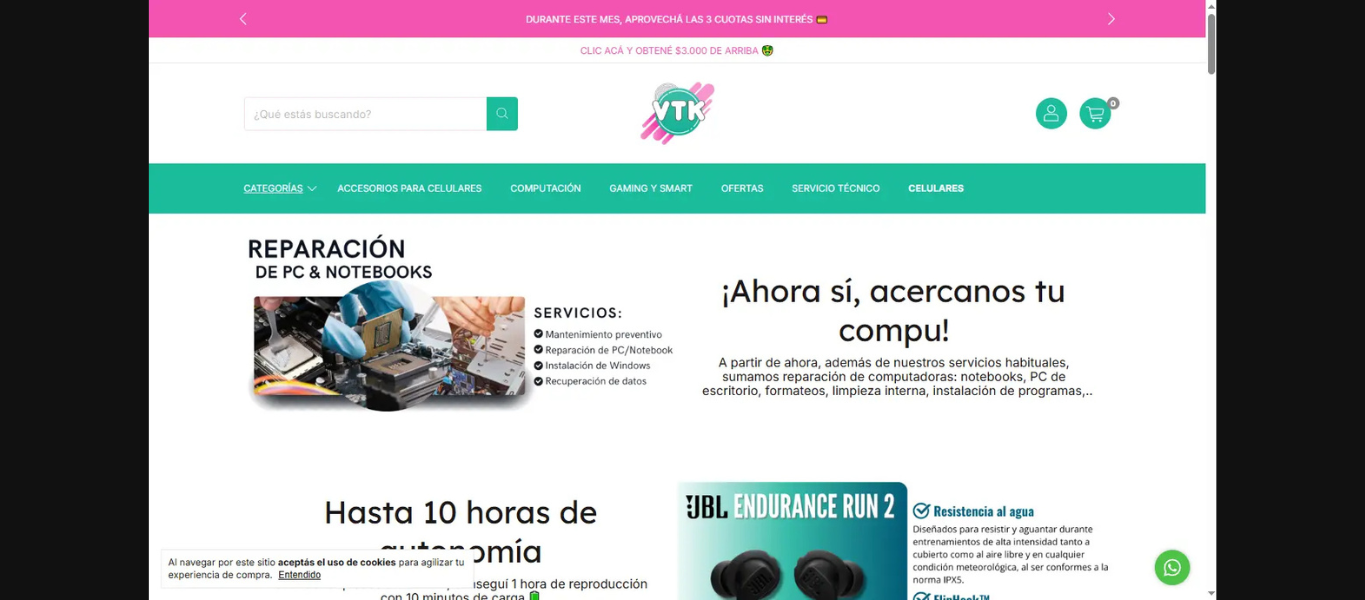 DURANTE ESTE MES, APROVECHÁ LAS 3 CUOTAS SIN INTERÉS
CLIC ACÁ Y OBTENÉ $3.000 DE ARRIBA
¿Qué estás buscando?
VTK
0
CATEGORÍAS
ACCESORIOS PARA CELULARES
COMPUTACIÓN
GAMING Y SMART
OFERTAS
SERVICIO TÉCNICO
CELULARES
REPARACIÓN
DE PC & NOTEBOOKS
SERVICIOS:
Mantenimiento preventivo
Reparación de PC/Notebook
Instalación de Windows
Recuperación de datos
¡Ahora sí, acercanos tu
compu!
A partir de ahora, además de nuestros servicios habituales,
sumamos reparación de computadoras: notebooks, PC de
escritorio, formateos, limpieza interna, instalación de programas,..
Hasta 10 horas de
autonomía
seguí 1 hora de reproducción
con 10 minutos de carga
Al navegar por este sitio aceptás el uso de cookies para agilizar tu
experiencia de compra. Entendido
JBL ENDURANCE RUN 2
Resistencia al agua
Diseñados para resistir y aguantar durante
entrenamientos de alta intensidad tanto a
cubierto como al aire libre y en cualquier
condición meteorológica, al ser conformes a la
norma IPX5.
FlipHook™